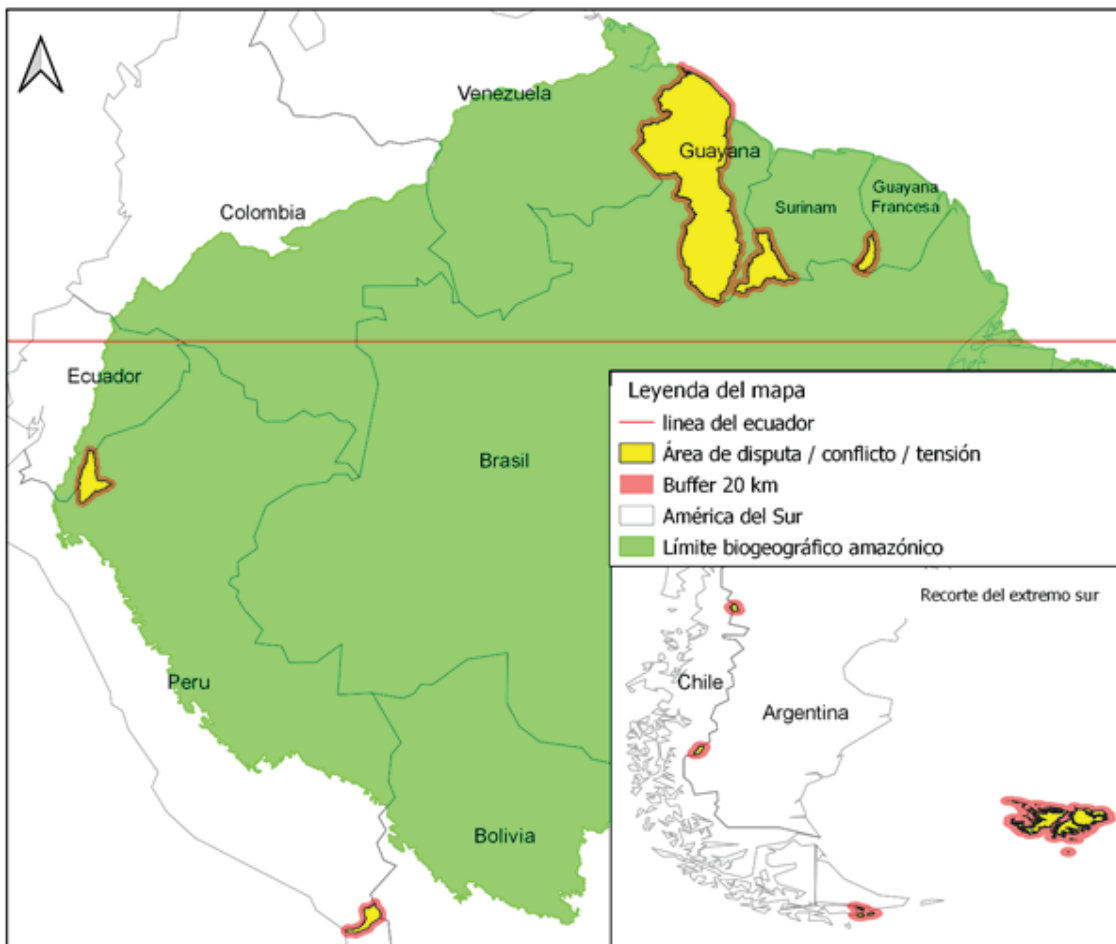 Venezuela
Guayana
Guayana
Francesa
Surinam
Colombia
Ecuador
Brasil
Peru
Bolivia
Leyenda del mapa
linea del ecuador
Área de disputa / conflicto / tensión
Buffer 20 km
América del Sur
Límite biogeográfico amazónico
Recorte del extremo sur
Chile
Argentina